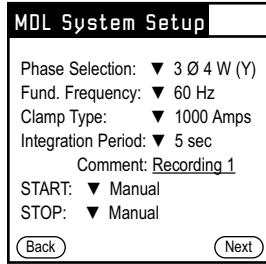 MDL System Setup
Phase Selection: ▼ 3 Ø 4 W (Y)
Fund. Frequency: ▼ 60 Hz
Clamp Type: ▼ 1000 Amps
Integration Period: ▼ 5 sec
Comment: Recording 1
START: ▼ Manual
STOP: ▼ Manual
Back Next